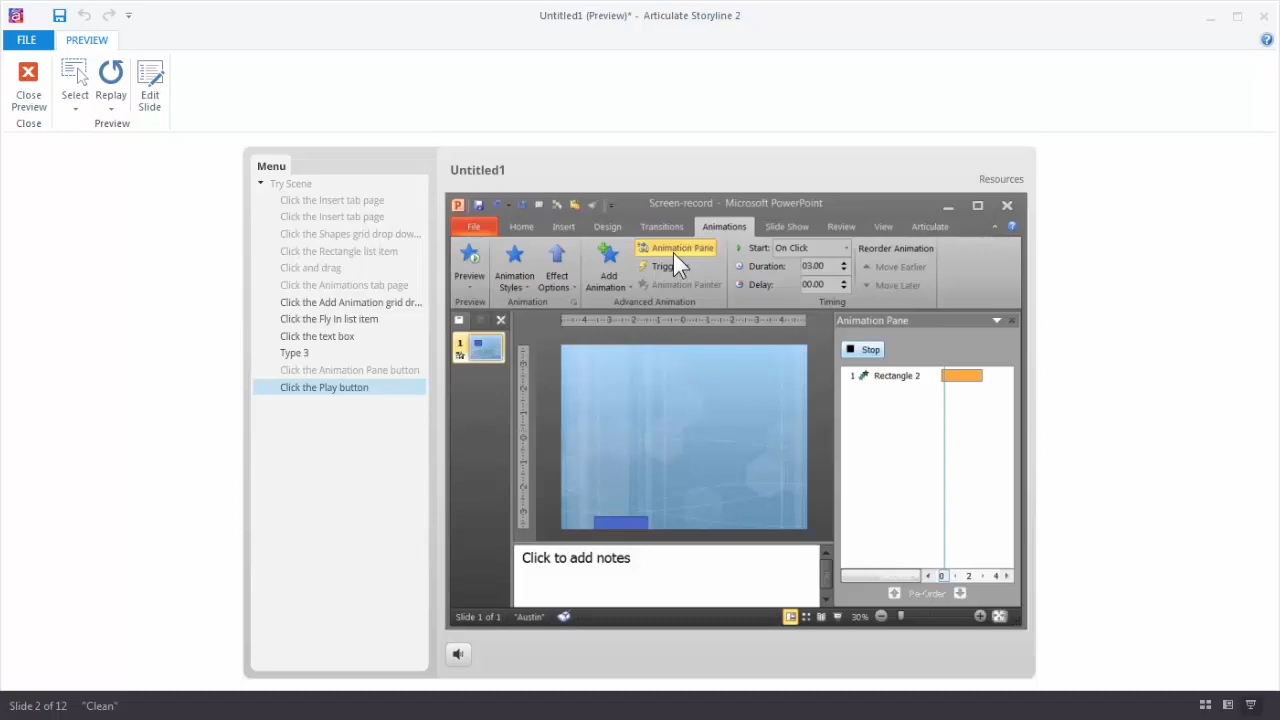 Untitled1 (Preview)* - Articulate Storyline 2
FILE
PREVIEW
Close Preview
Select
Replay
Edit Slide
Close
Preview
Menu
Try Scene
Click the Insert tab page
Click the Insert tab page
Click the Shapes grid drop dow...
Click the Rectangle list item
Click and drag
Click the Animations tab page
Click the Add Animation grid dr...
Click the Fly In list item
Click the text box
Type 3
Click the Animation Pane button
Click the Play button
Untitled1
Resources
Screen-record - Microsoft PowerPoint
File
Home
Insert
Design
Transitions
Animations
Slide Show
Review
View
Articulate
Preview
Animation Styles
Effect Options
Add Animation
Animation Pane
Animation Painter
Start: On Click
Duration: 03.00
Delay: 00.00
Reorder Animation
Move Earlier
Move Later
Preview
Animation
Advanced Animation
Timing
1
Animation Pane
Stop
1 Rectangle 2
0 2 4
Re-Order
Click to add notes
Slide 1 of 1
"Austin"
30%
Slide 2 of 12
"Clean"